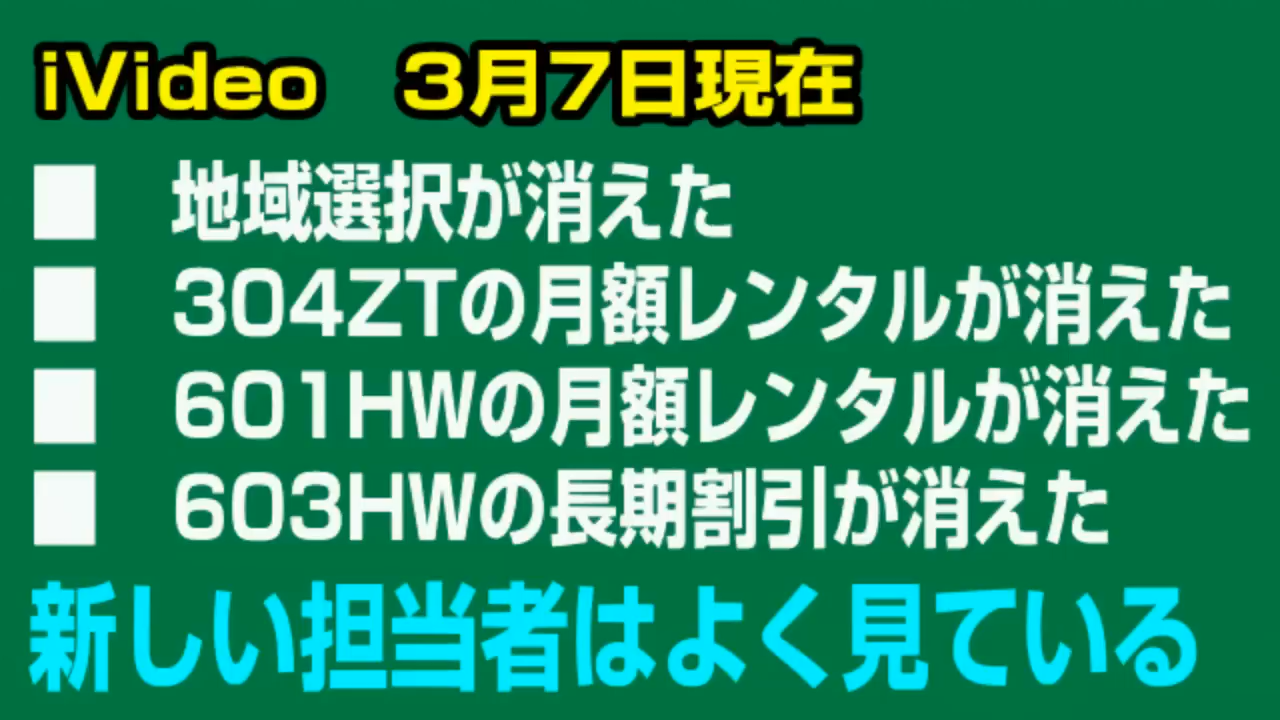 iVideo　3月7日現在
■　地域選択が消えた
■　304ZTの月額レンタルが消えた
■　601HWの月額レンタルが消えた
■　603HWの長期割引が消えた
新しい担当者はよく見ている